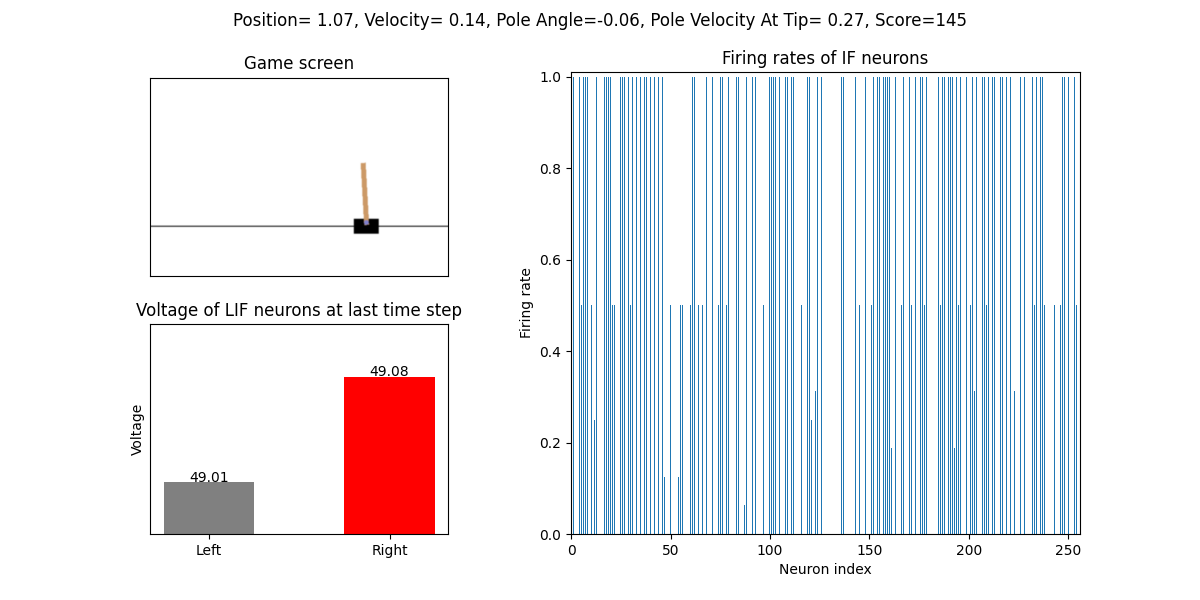 Position= 1.07, Velocity= 0.14, Pole Angle=-0.06, Pole Velocity At Tip= 0.27, Score=145
Game screen
Voltage of LIF neurons at last time step
Voltage
49.01
49.08
Left
Right
Firing rates of IF neurons
Firing rate
1.0
0.8
0.6
0.4
0.2
0.0
0
50
100
150
200
250
Neuron index